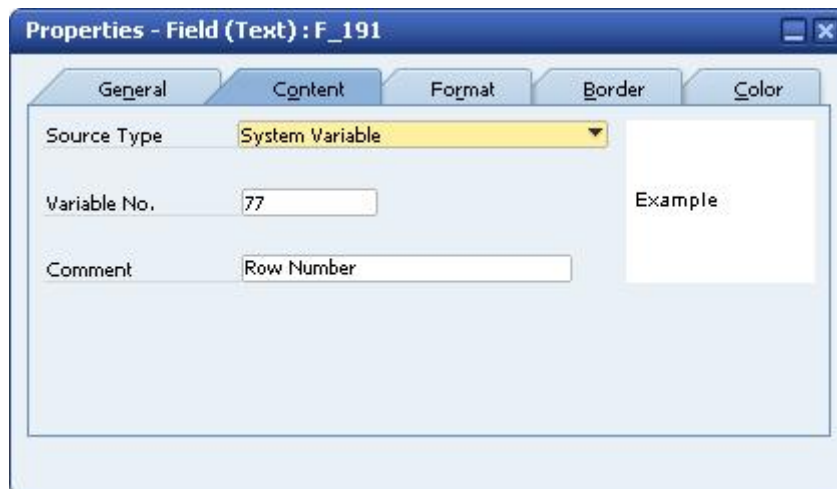 Properties - Field (Text) : F_191
General Content Format Border Color
Source Type System Variable
Variable No. 77 Example
Comment Row Number